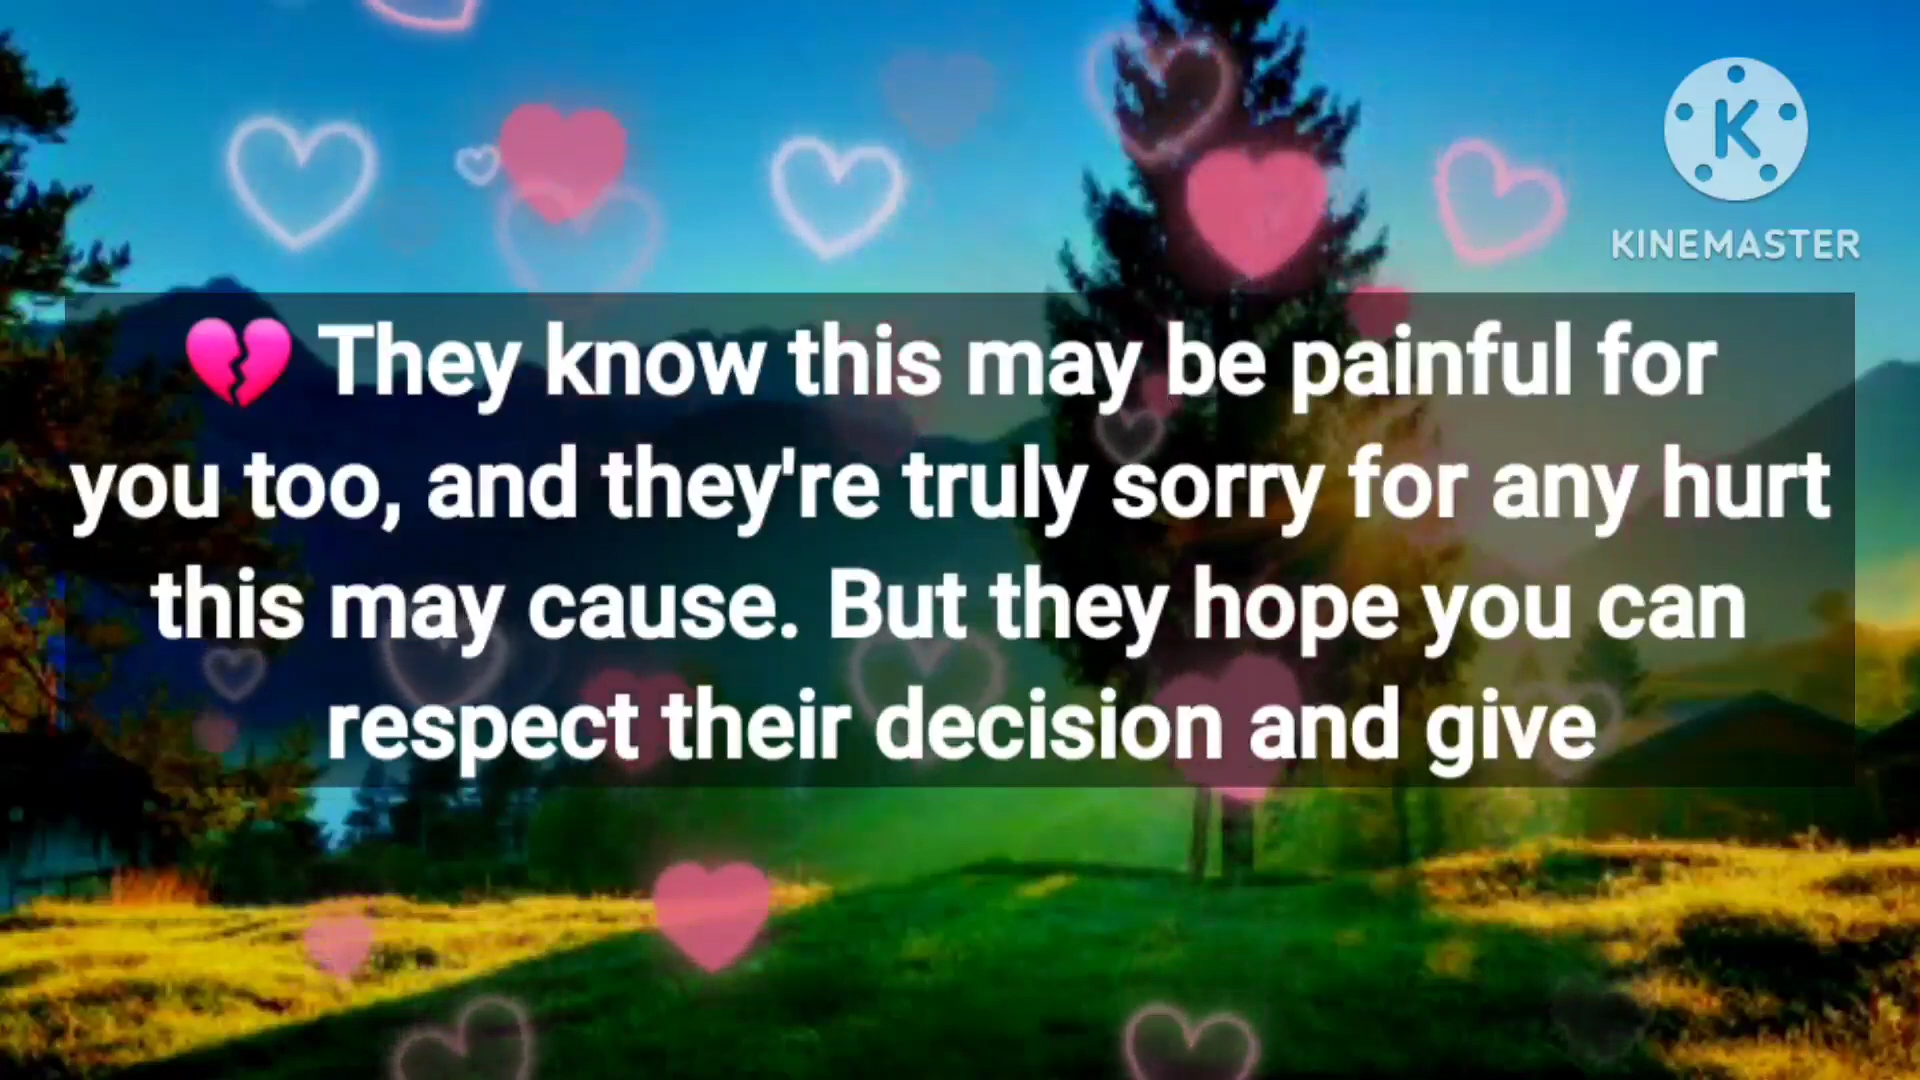 K
KINEMASTER
💔 They know this may be painful for
you too, and they're truly sorry for any hurt
this may cause. But they hope you can
respect their decision and give